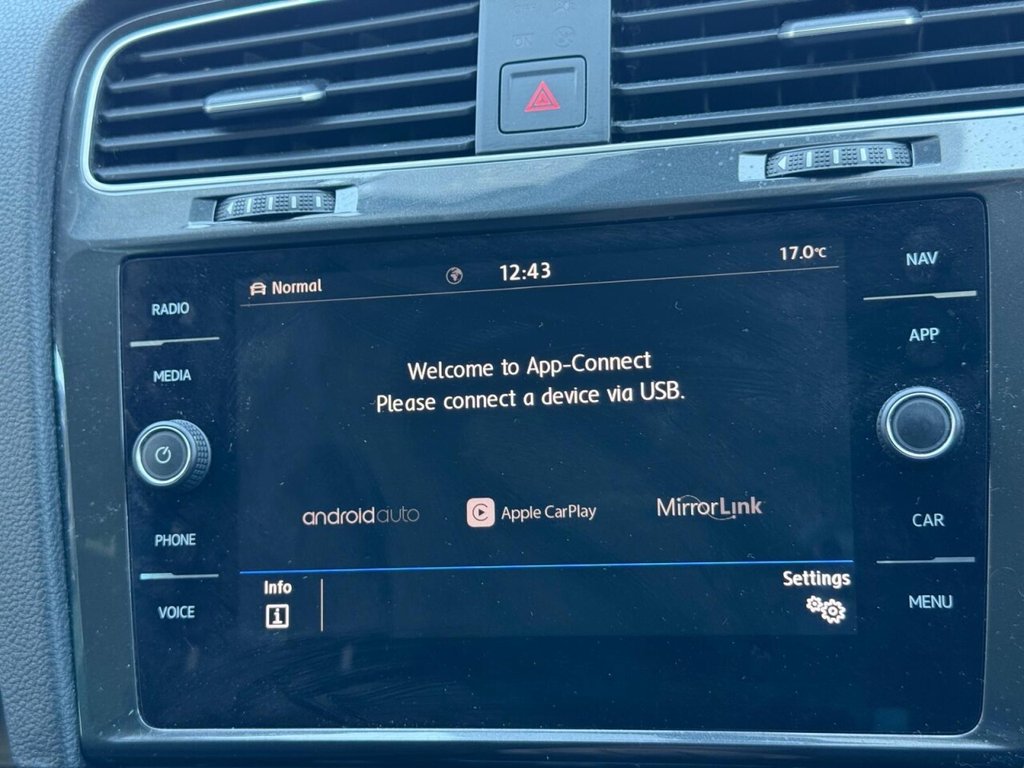 Normal
12:43
17.0°C
NAV
RADIO
APP
MEDIA
Welcome to App-Connect
Please connect a device via USB.
androidauto
Apple CarPlay
MirrorLink
CAR
PHONE
Info
Settings
VOICE
MENU